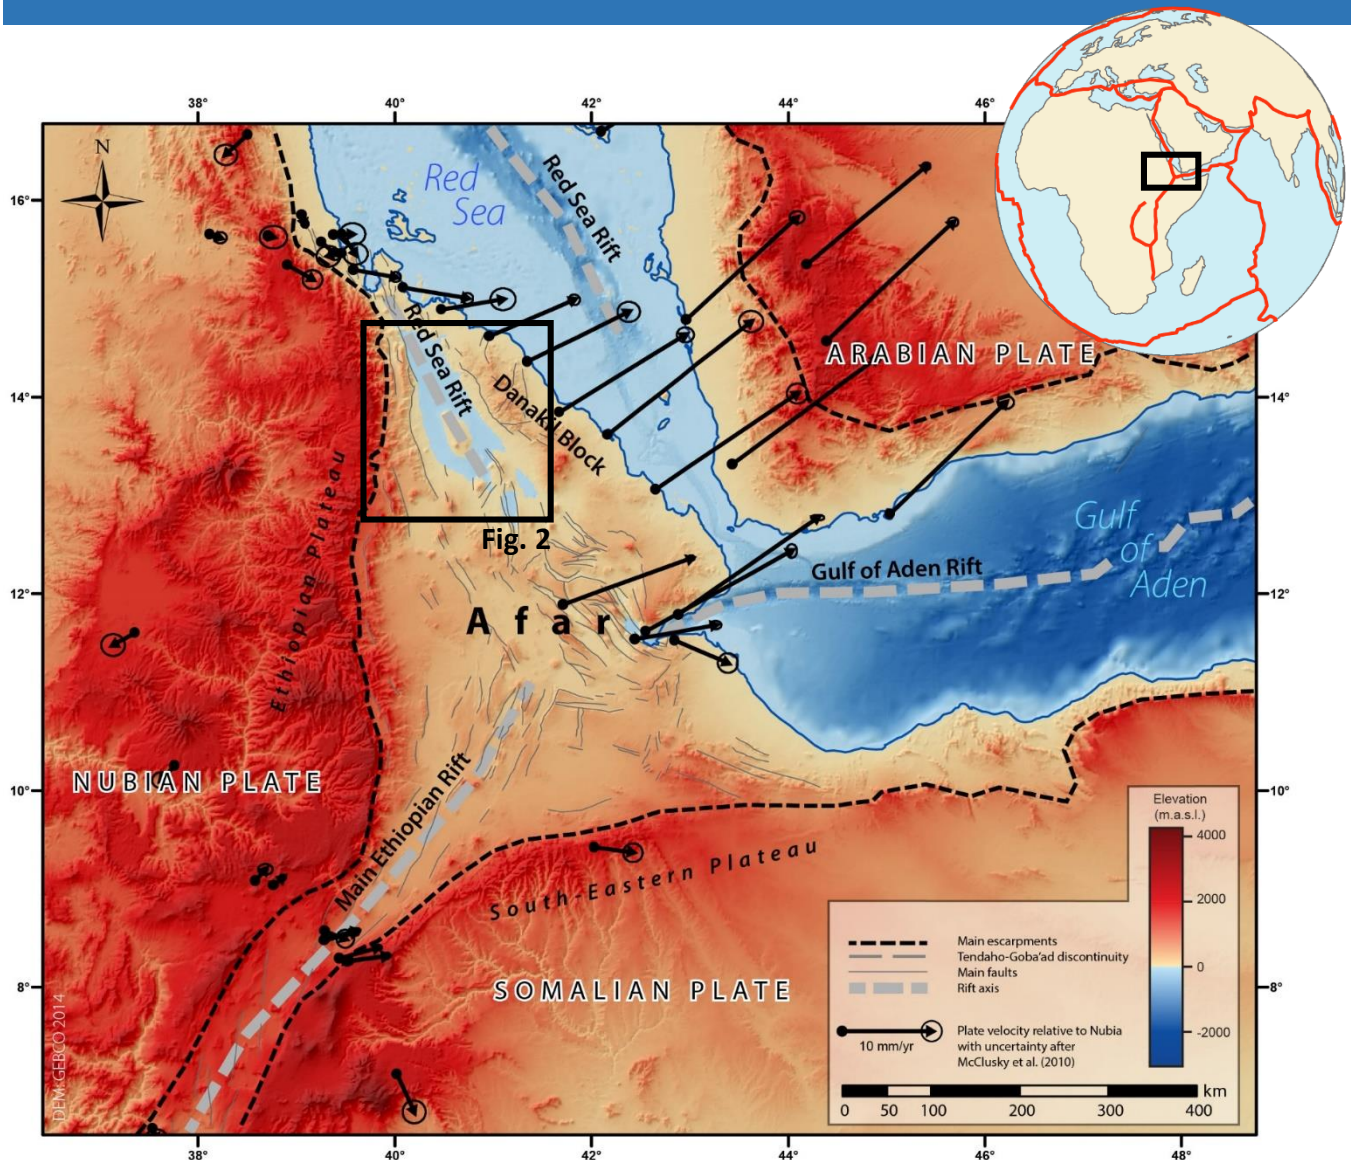 38°
40°
42°
44°
46°
N
16°
14°
12°
10°
8°
Red
Sea
Red Sea Rift
Red Sea Rift
Danakil Block
ARABIAN PLATE
14°
Ethiopian Plateau
Fig. 2
Gulf
of
Aden
Gulf of Aden Rift
12°
Afar
NUBIAN PLATE
Main Ethiopian Rift
South-Eastern Plateau
SOMALIAN PLATE
10°
8°
DEM: GEBCO 2014
Elevation
(m.a.s.l.)
4000
2000
0
-2000
Main escarpments
Tendaho-Goba'ad discontinuity
Main faults
Rift axis
10 mm/yr
Plate velocity relative to Nubia
with uncertainty after
McClusky et al. (2010)
km
0 50 100 200 300 400
38°
40°
42°
44°
46°
48°